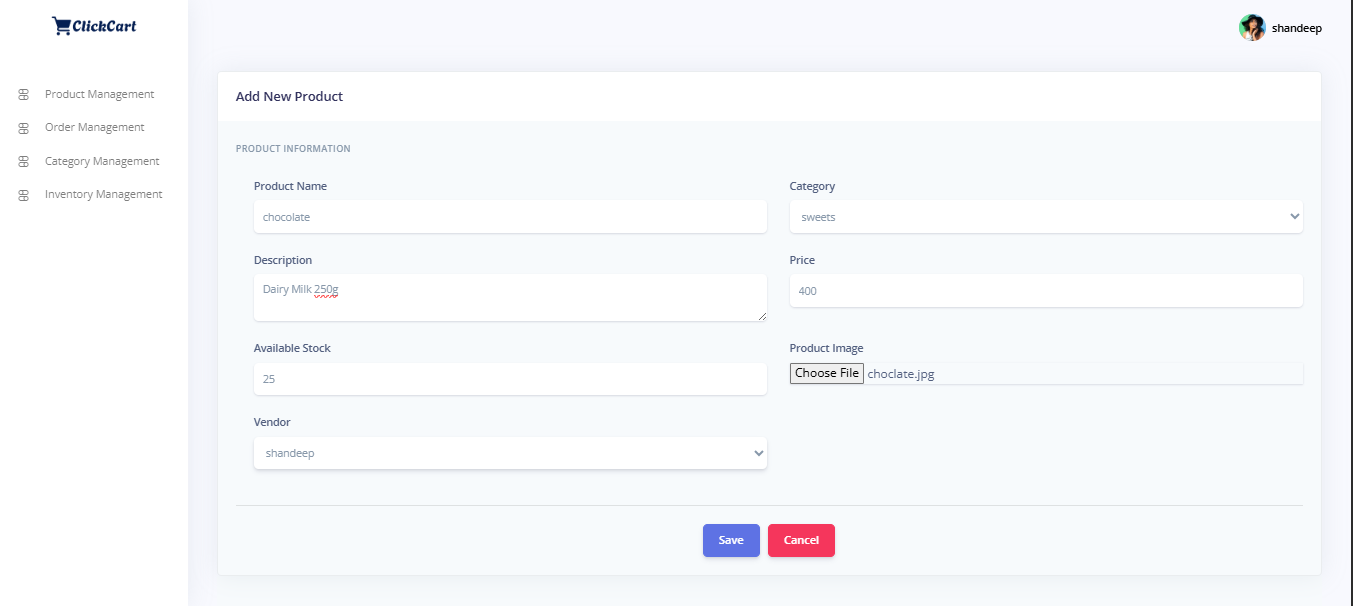 ClickCart
shandeep
Product Management
Order Management
Category Management
Inventory Management
Add New Product
PRODUCT INFORMATION
Product Name
Category
chocolate
sweets
Description
Price
Dairy Milk 250g
400
Available Stock
Product Image
25
Choose File choclate.jpg
Vendor
shandeep
Save Cancel